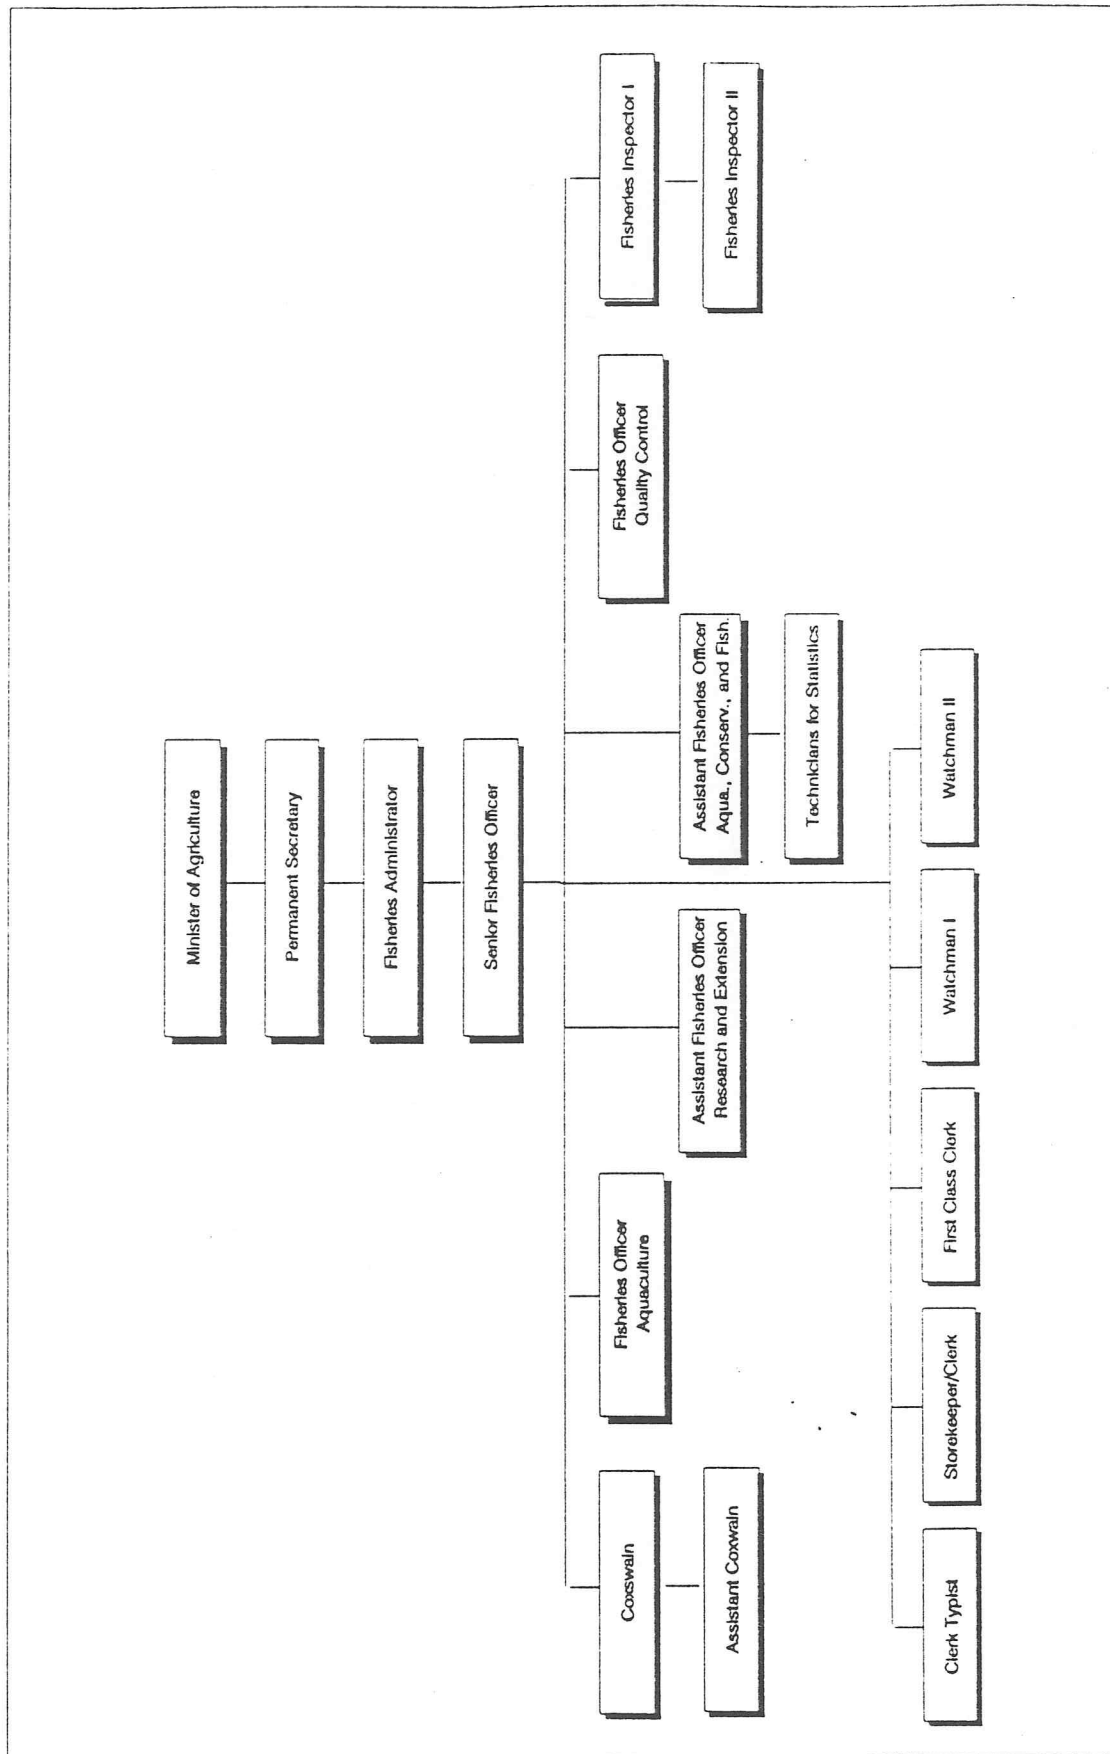 Minister of Agriculture
Permanent Secretary
Fisheries Administrator
Senior Fisheries Officer
Coxswain
Fisheries Officer
Aquaculture
Fisheries Officer
Quality Control
Fisheries Inspector I
Assistant Coxwain
Assistant Fisheries Officer
Research and Extension
Assistant Fisheries Officer
Aqua., Conserv., and Fish.
Fisheries Inspector II
Technicians for Statistics
Clerk Typist
Storekeeper/Clerk
First Class Clerk
Watchman I
Watchman II